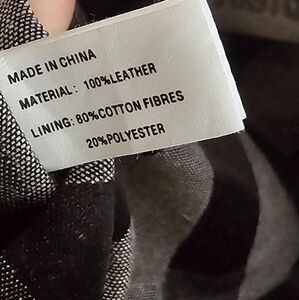 MADE IN CHINA
MATERIAL: 100%LEATHER
LINING: 80%COTTON FIBRES
20%POLYESTER